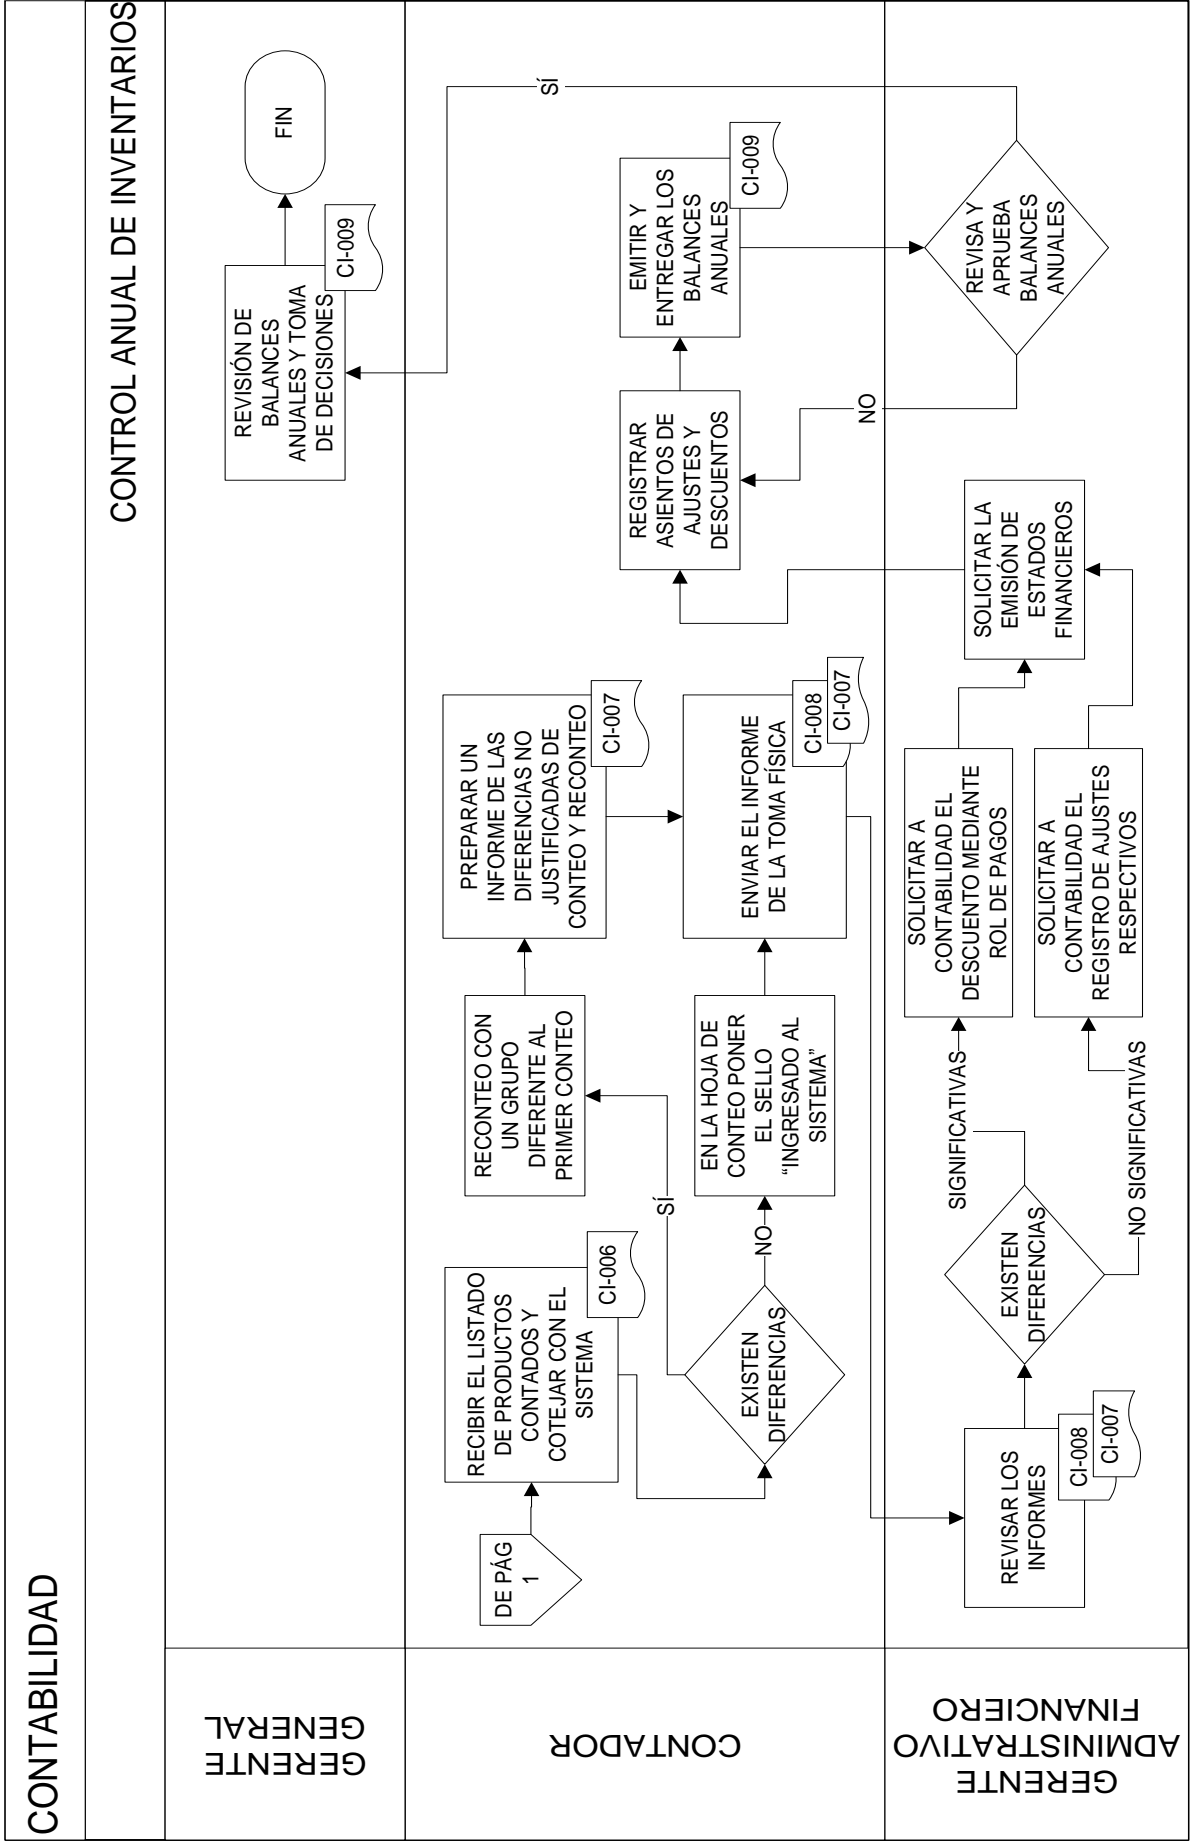 CONTABILIDAD
CONTROL ANUAL DE INVENTARIOS
GERENTE
GENERAL
REVISIÓN DE
BALANCES
ANUALES Y TOMA
DE DECISIONES
CI-009
FIN
CONTADOR
DE PÁG
1
RECIBIR EL LISTADO
DE PRODUCTOS
CONTADOS Y
COTEJAR CON EL
SISTEMA
CI-006
EXISTEN
DIFERENCIAS
SÍ
NO
RECONTEO CON
UN GRUPO
DIFERENTE AL
PRIMER CONTEO
EN LA HOJA DE
CONTEO PONER
EL SELLO
“INGRESADO AL
SISTEMA”
PREPARAR UN
INFORME DE LAS
DIFERENCIAS NO
JUSTIFICADAS DE
CONTEO Y RECONTEO
CI-007
ENVIAR EL INFORME
DE LA TOMA FÍSICA
CI-008
CI-007
REGISTRAR
ASIENTOS DE
AJUSTES Y
DESCUENTOS
EMITIR Y
ENTREGAR LOS
BALANCES
ANUALES
CI-009
GERENTE
ADMINISTRATIVO
FINANCIERO
REVISAR LOS
INFORMES
CI-008
CI-007
EXISTEN
DIFERENCIAS
SIGNIFICATIVAS
NO SIGNIFICATIVAS
SOLICITAR A
CONTABILIDAD EL
DESCUENTO MEDIANTE
ROL DE PAGOS
SOLICITAR A
CONTABILIDAD EL
REGISTRO DE AJUSTES
RESPECTIVOS
SOLICITAR LA
EMISIÓN DE
ESTADOS
FINANCIEROS
NO
REVISA Y
APRUEBA
BALANCES
ANUALES
SÍ